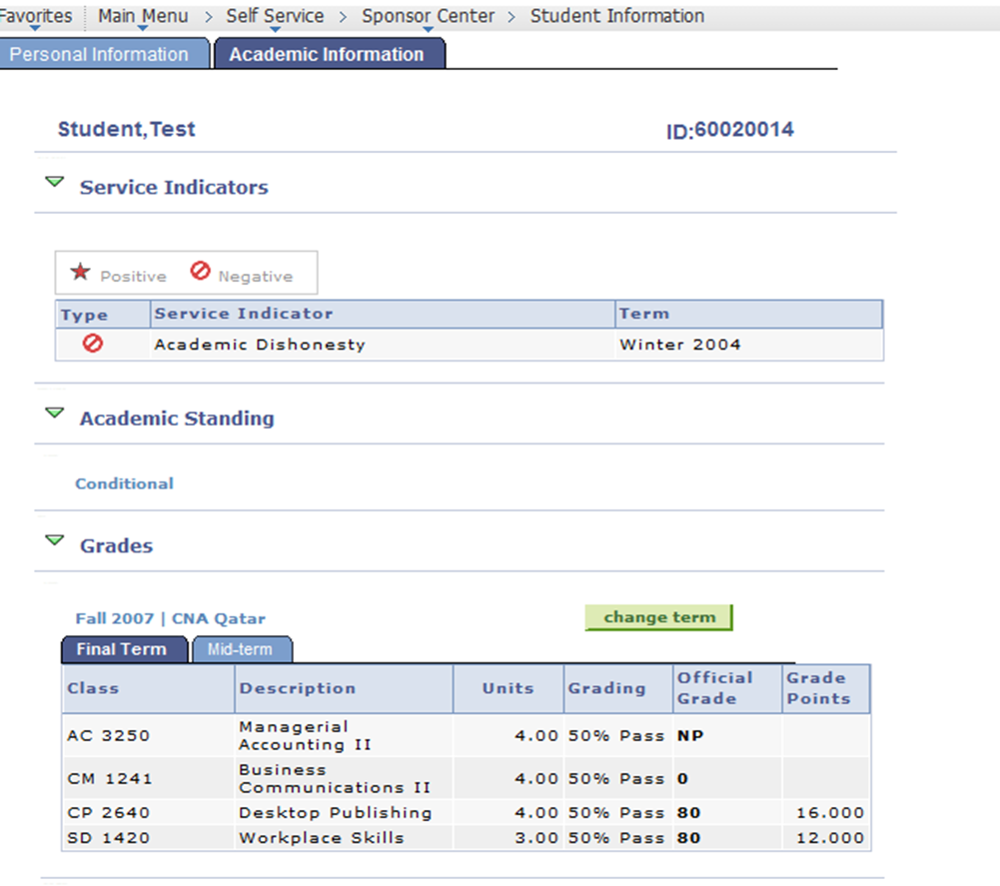 Favorites Main Menu > Self Service > Sponsor Center > Student Information
Personal Information Academic Information
Student,Test ID:60020014
Service Indicators
Positive Negative
Type Service Indicator Term
Academic Dishonesty Winter 2004
Academic Standing
Conditional
Grades
Fall 2007 | CNA Qatar change term
Final Term Mid-term
Class Description Units Grading Official Grade Grade Points
AC 3250 Managerial Accounting II 4.00 50% Pass NP
CM 1241 Business Communications II 4.00 50% Pass 0
CP 2640 Desktop Publishing 4.00 50% Pass 80 16.000
SD 1420 Workplace Skills 3.00 50% Pass 80 12.000